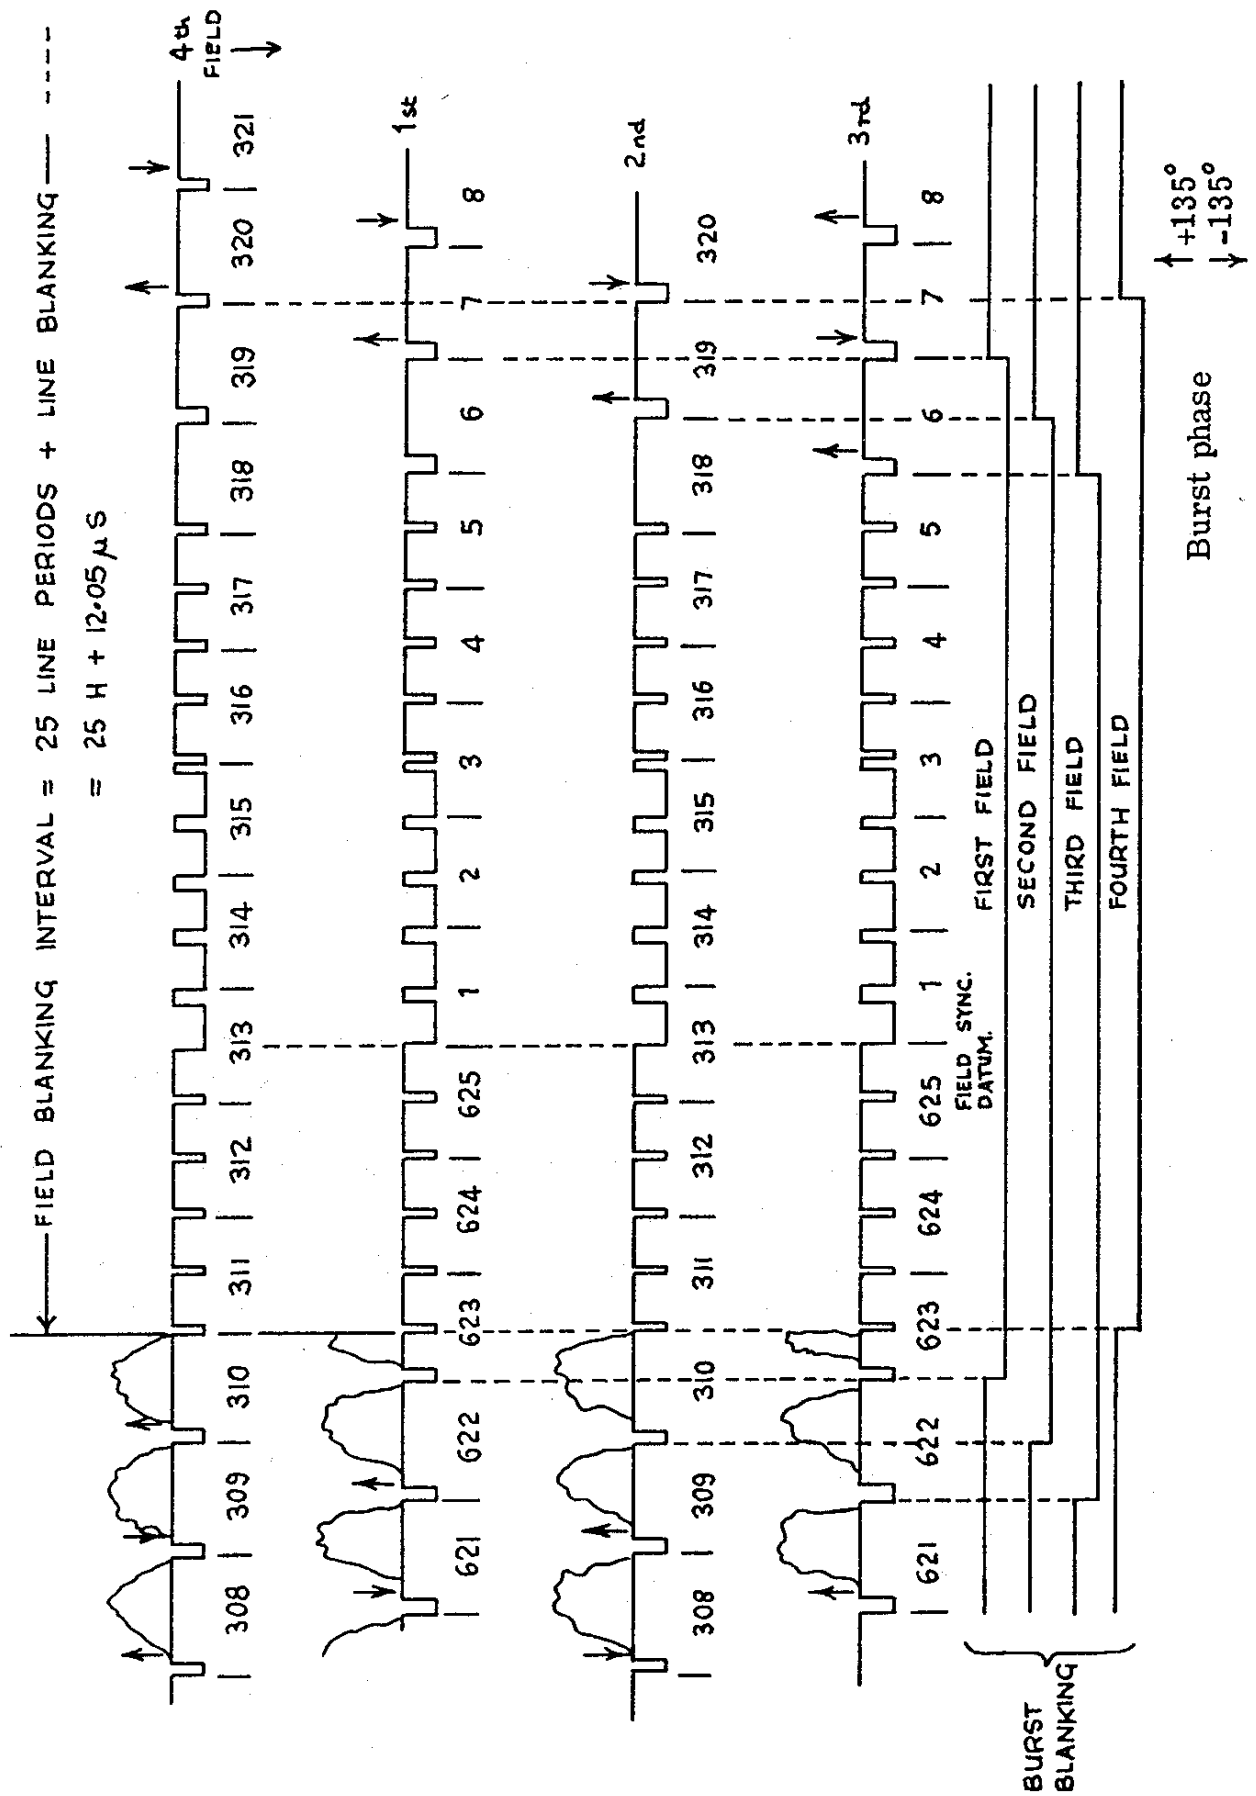 FIELD BLANKING INTERVAL = 25 LINE PERIODS + LINE BLANKING
= 25 H + 12.05 μS
4th FIELD
308 309 310 311 312 313 314 315 316 317 318 319 320 321
1st
621 622 623 624 625 1 2 3 4 5 6 7 8
2nd
308 309 310 311 312 313 314 315 316 317 318 319 320
3rd
621 622 623 624 625 1 2 3 4 5 6 7 8
FIELD SYNC.
DATUM.
BURST
BLANKING
FIRST FIELD
SECOND FIELD
THIRD FIELD
FOURTH FIELD
Burst phase
↑ +135°
↓ -135°